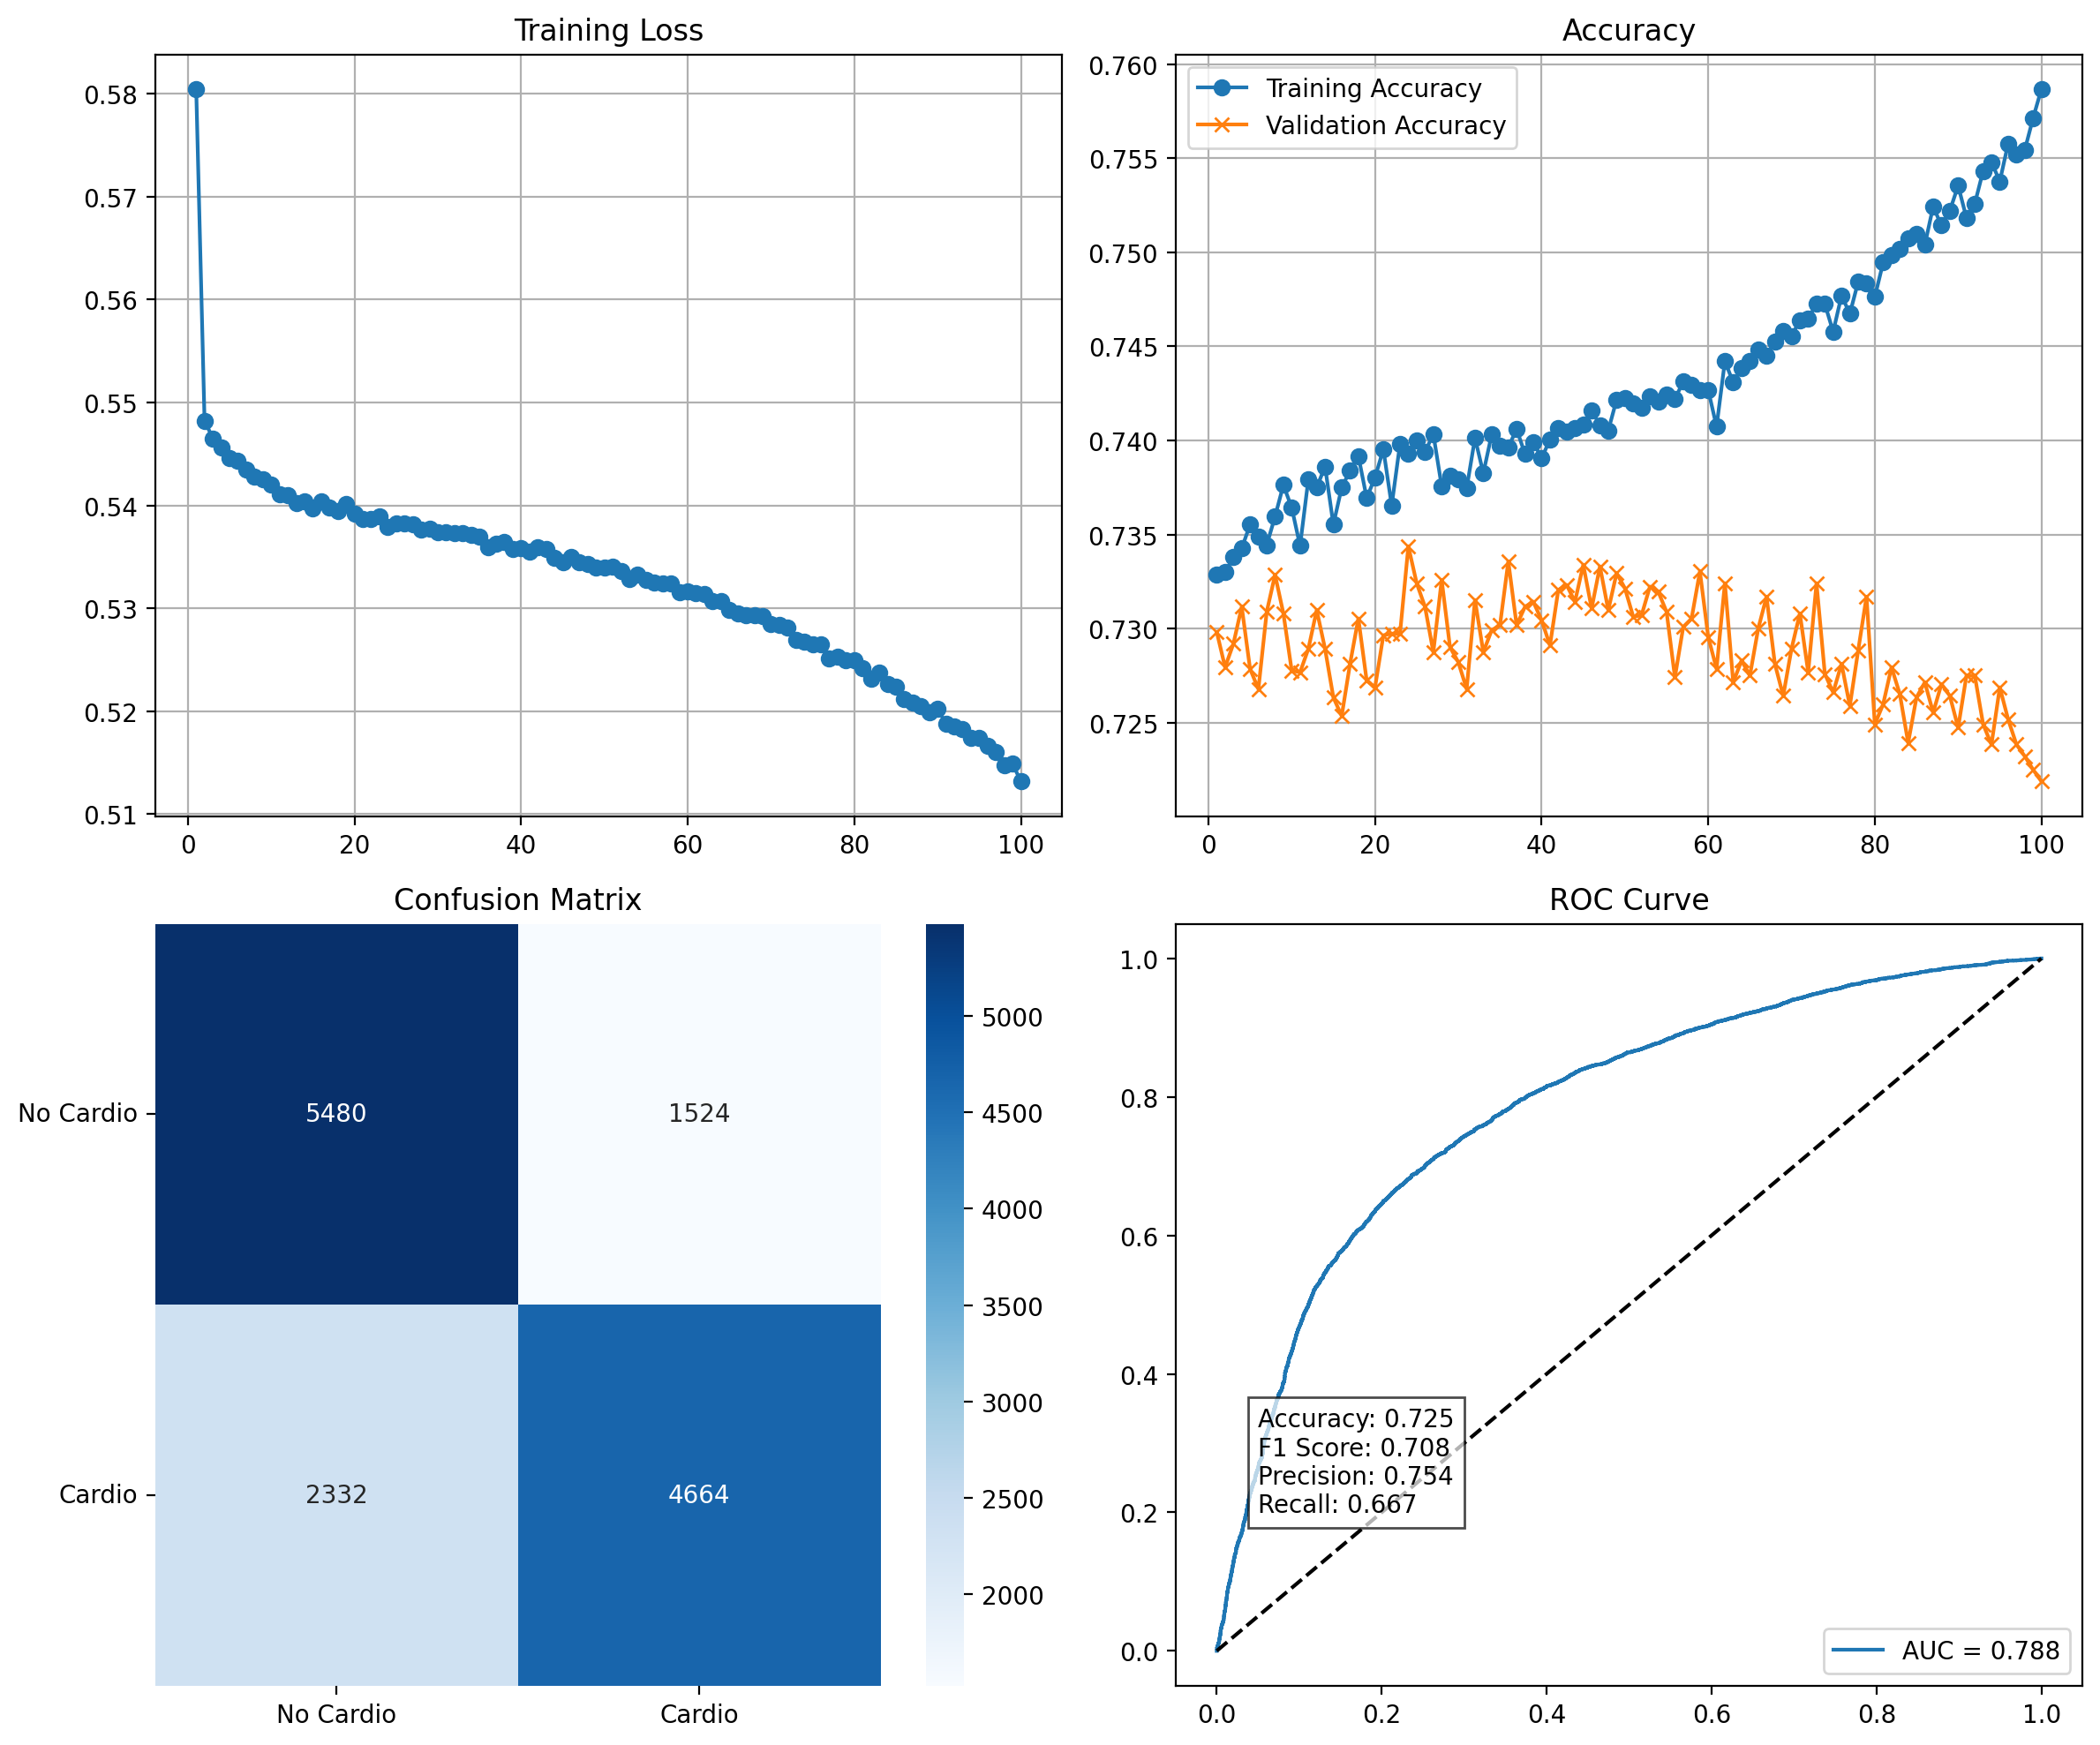 Training Loss
0.58
0.57
0.56
0.55
0.54
0.53
0.52
0.51
0 20 40 60 80 100
Accuracy
Training Accuracy
Validation Accuracy
0.760
0.755
0.750
0.745
0.740
0.735
0.730
0.725
0 20 40 60 80 100
Confusion Matrix
No Cardio
5480 1524
Cardio
2332 4664
No Cardio Cardio
5000
4500
4000
3500
3000
2500
2000
ROC Curve
1.0
0.8
0.6
0.4
0.2
0.0
Accuracy: 0.725
F1 Score: 0.708
Precision: 0.754
Recall: 0.667
AUC = 0.788
0.0 0.2 0.4 0.6 0.8 1.0